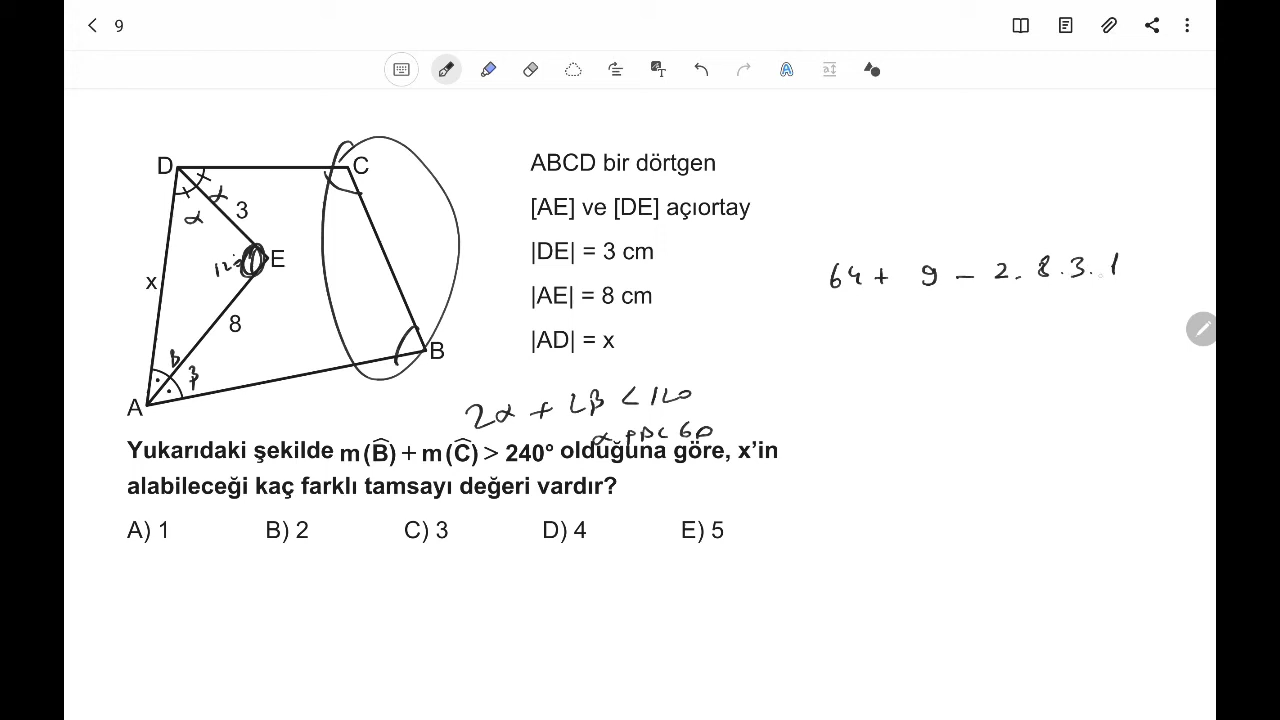 9
D
C
α
3
α
12
E
x
8
β
β
B
A
ABCD bir dörtgen
[AE] ve [DE] açıortay
|DE| = 3 cm
|AE| = 8 cm
|AD| = x
64 + 9 - 2. 8.3. 1
2α + 2β < 120
α + β < 60
Yukarıdaki şekilde m(B̂) + m(Ĉ) > 240° olduğuna göre, x'in
alabileceği kaç farklı tamsayı değeri vardır?
A) 1 B) 2 C) 3 D) 4 E) 5